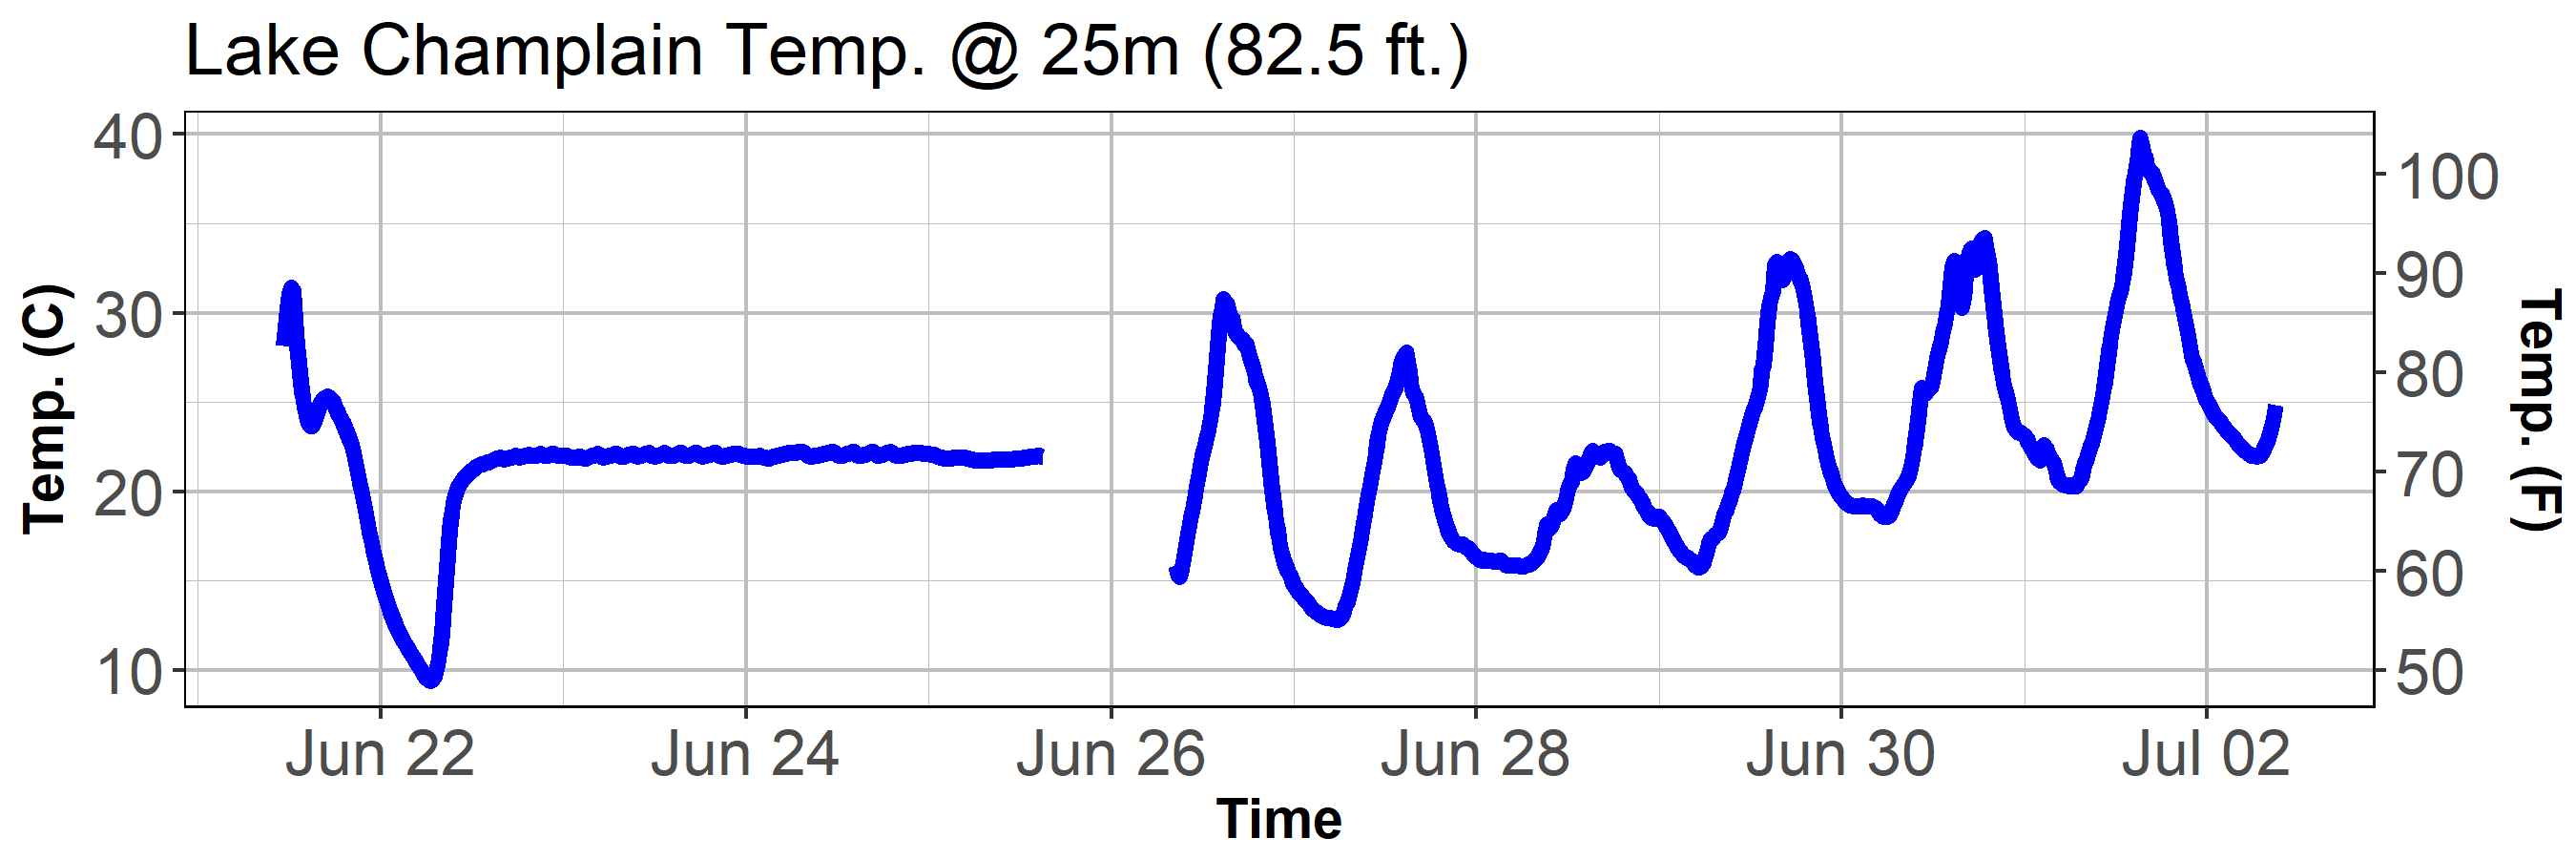 Lake Champlain Temp. @ 25m (82.5 ft.)
40
30
20
10
Temp. (C)
100
90
80
70
60
50
Temp. (F)
Jun 22 Jun 24 Jun 26 Jun 28 Jun 30 Jul 02
Time